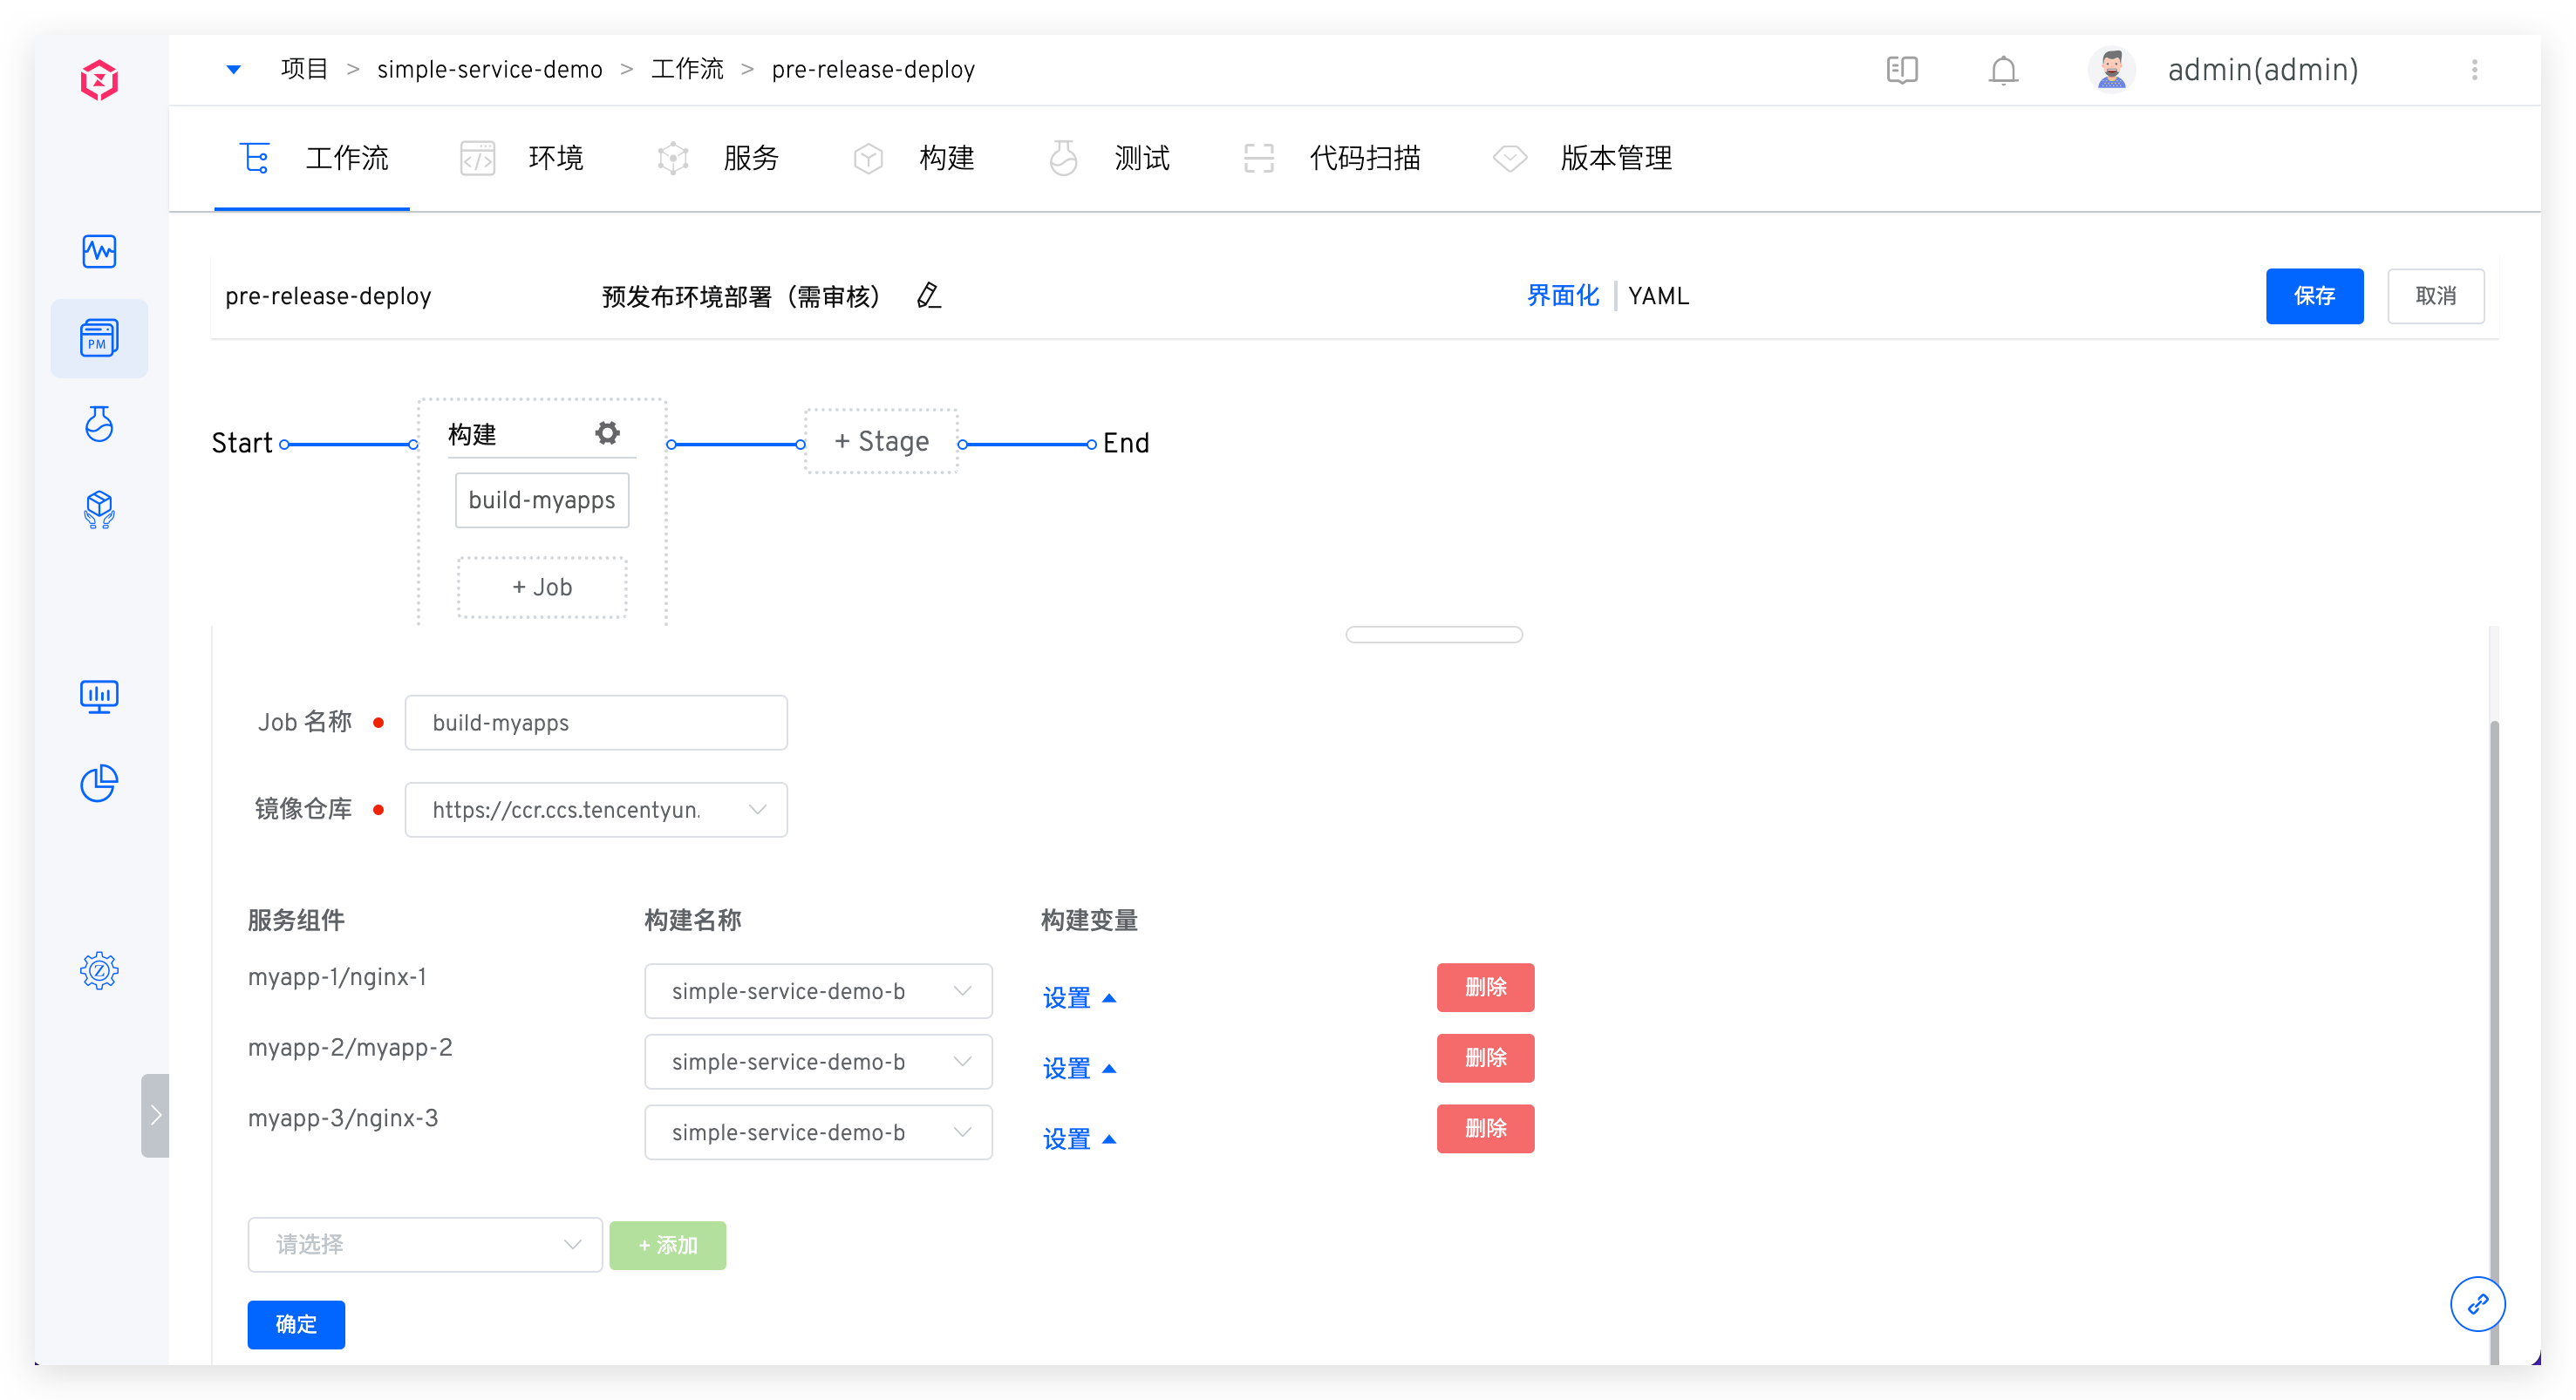 项目 > simple-service-demo > 工作流 > pre-release-deploy
admin(admin)
工作流 环境 服务 构建 测试 代码扫描 版本管理
pre-release-deploy 预发布环境部署（需审核） 界面化 | YAML 保存 取消
PM
Start 构建 + Stage End
build-myapps
+ Job
Job 名称 build-myapps
镜像仓库 https://ccr.ccs.tencentyun.
服务组件 构建名称 构建变量
myapp-1/nginx-1 simple-service-demo-b 设置 删除
myapp-2/myapp-2 simple-service-demo-b 设置 删除
myapp-3/nginx-3 simple-service-demo-b 设置 删除
请选择 + 添加
确定